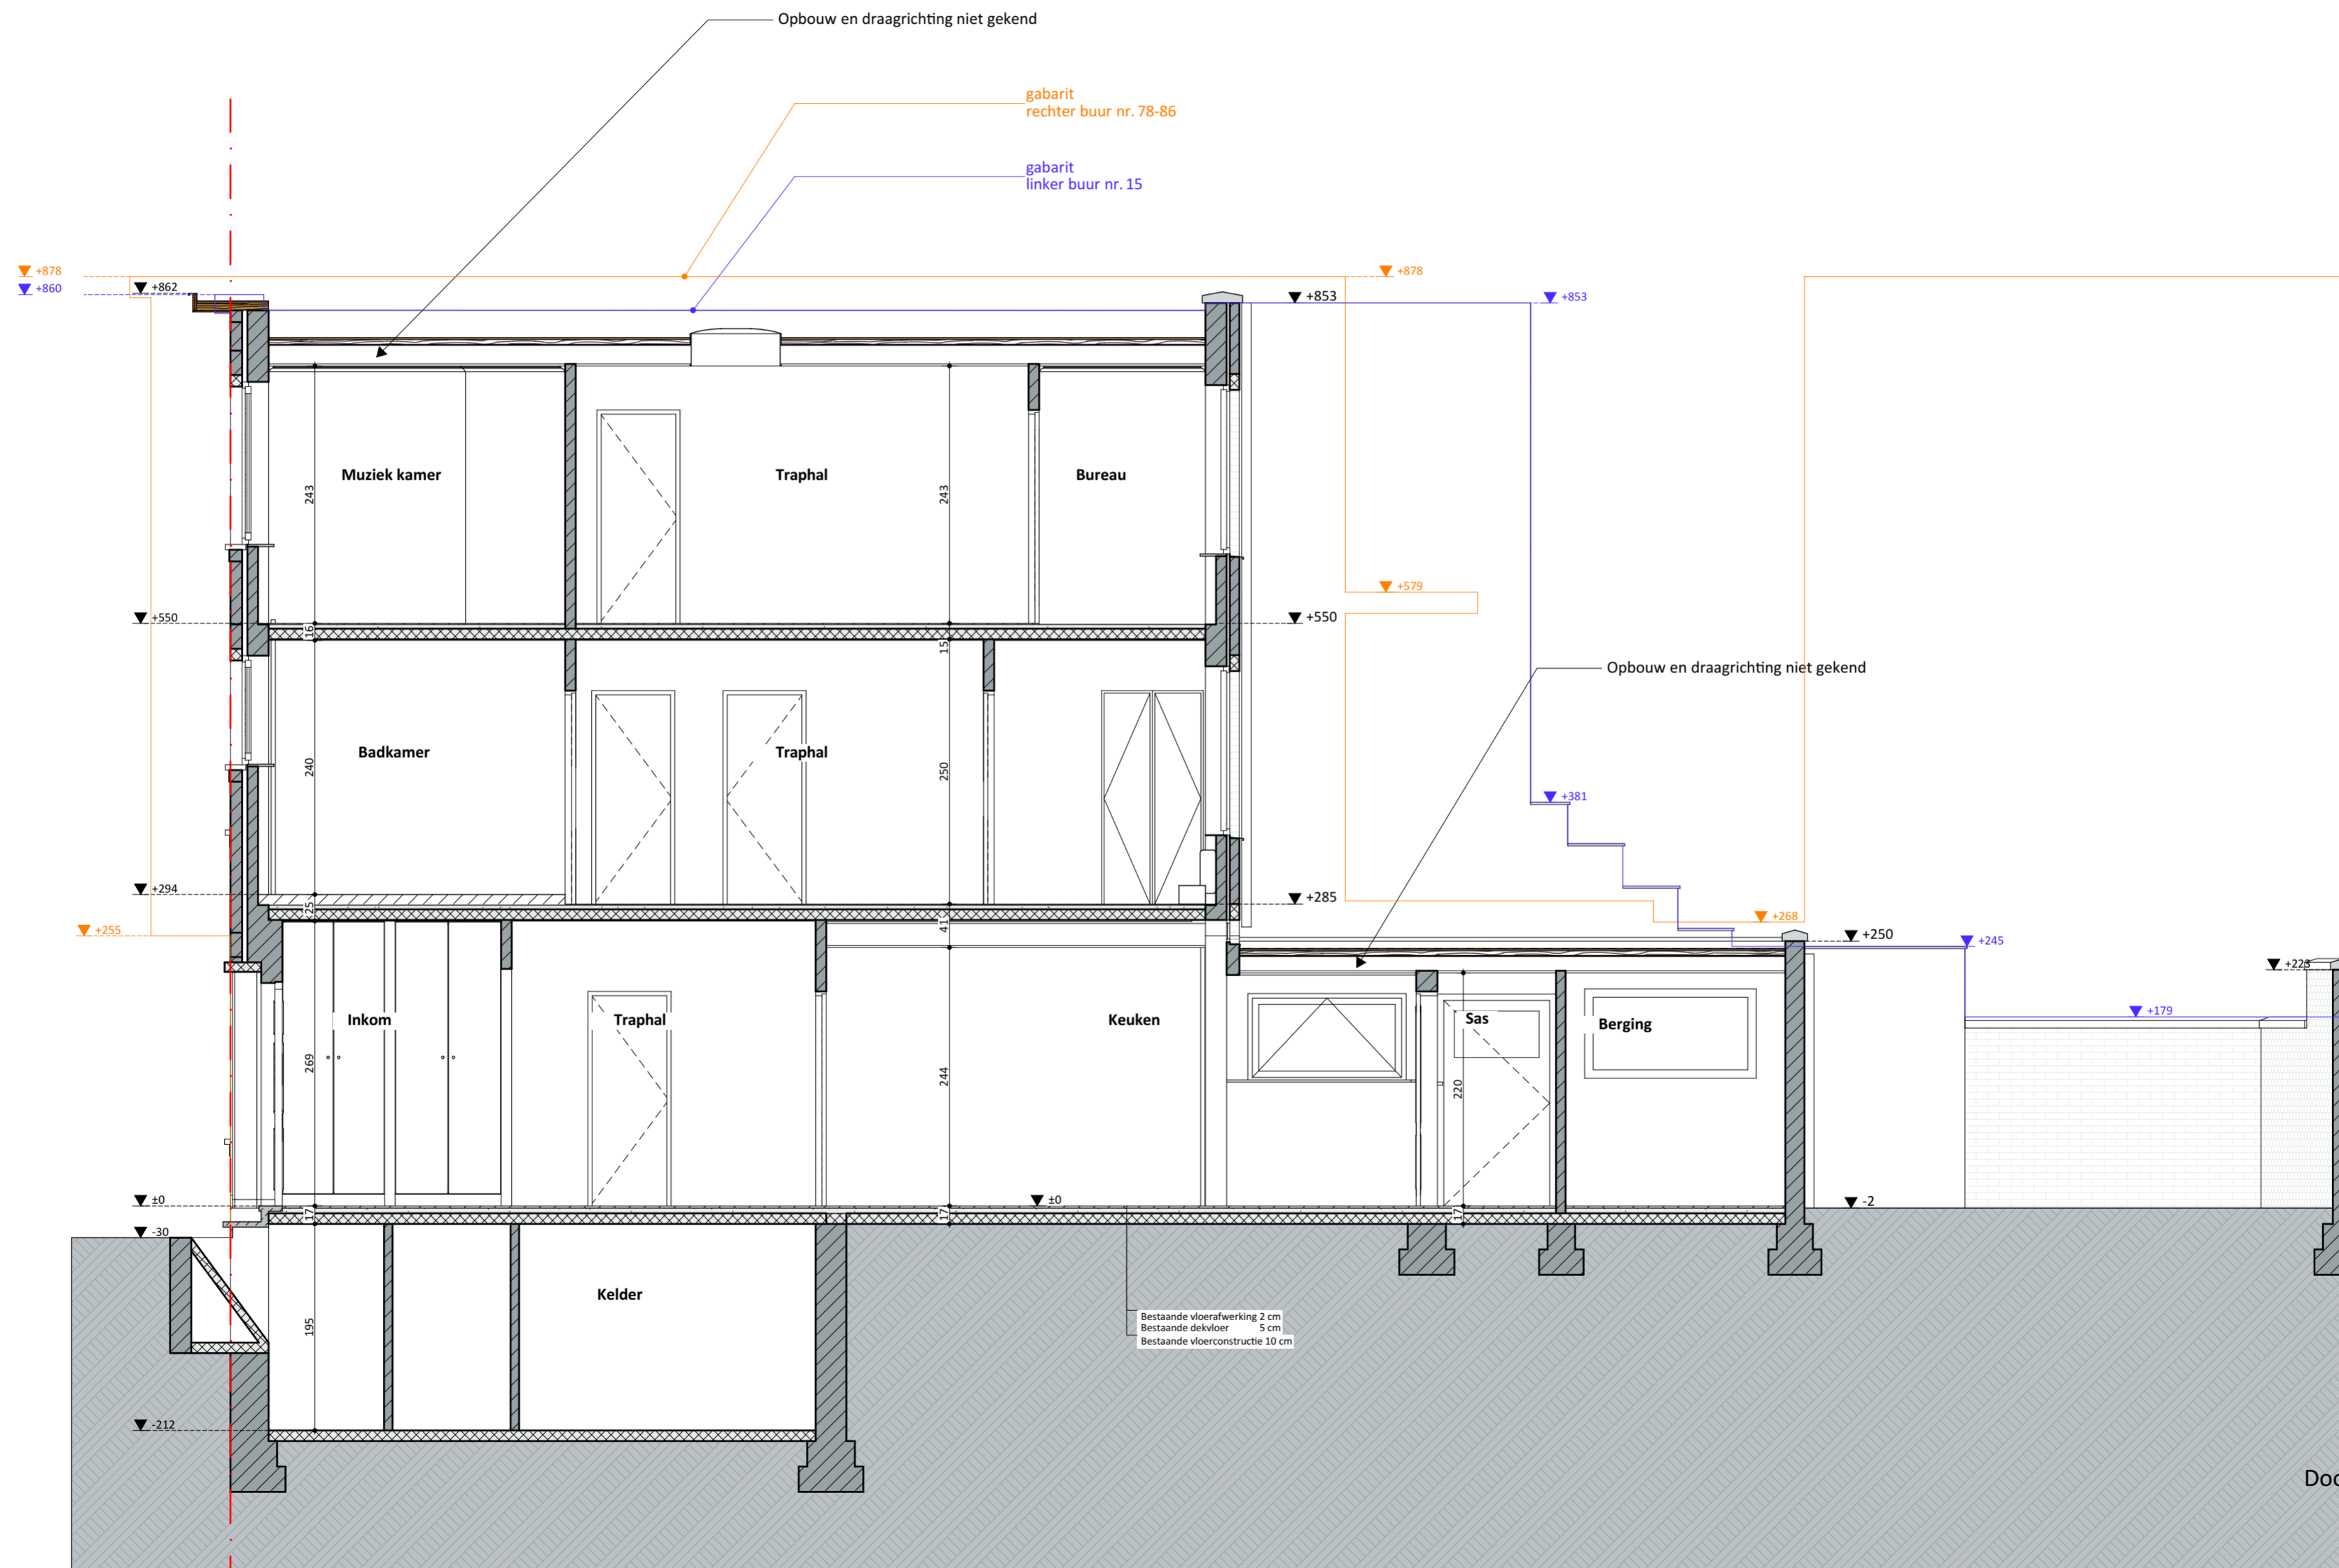 Opbouw en draagrichting niet gekend
gabarit
rechter buur nr. 78-86
gabarit
linker buur nr. 15
+878
+860
+862
+878
+853
+853
Muziek kamer
Traphal
Bureau
243
243
+579
+550
+550
16
15
Opbouw en draagrichting niet gekend
Badkamer
Traphal
240
250
+381
+294
+285
25
41
+268
+255
+250
+245
+223
+179
Inkom
Traphal
Keuken
Sas
Berging
269
244
220
±0
±0
-2
17
17
17
-30
Kelder
195
Bestaande vloerafwerking 2 cm
Bestaande dekvloer 5 cm
Bestaande vloerconstructie 10 cm
-212